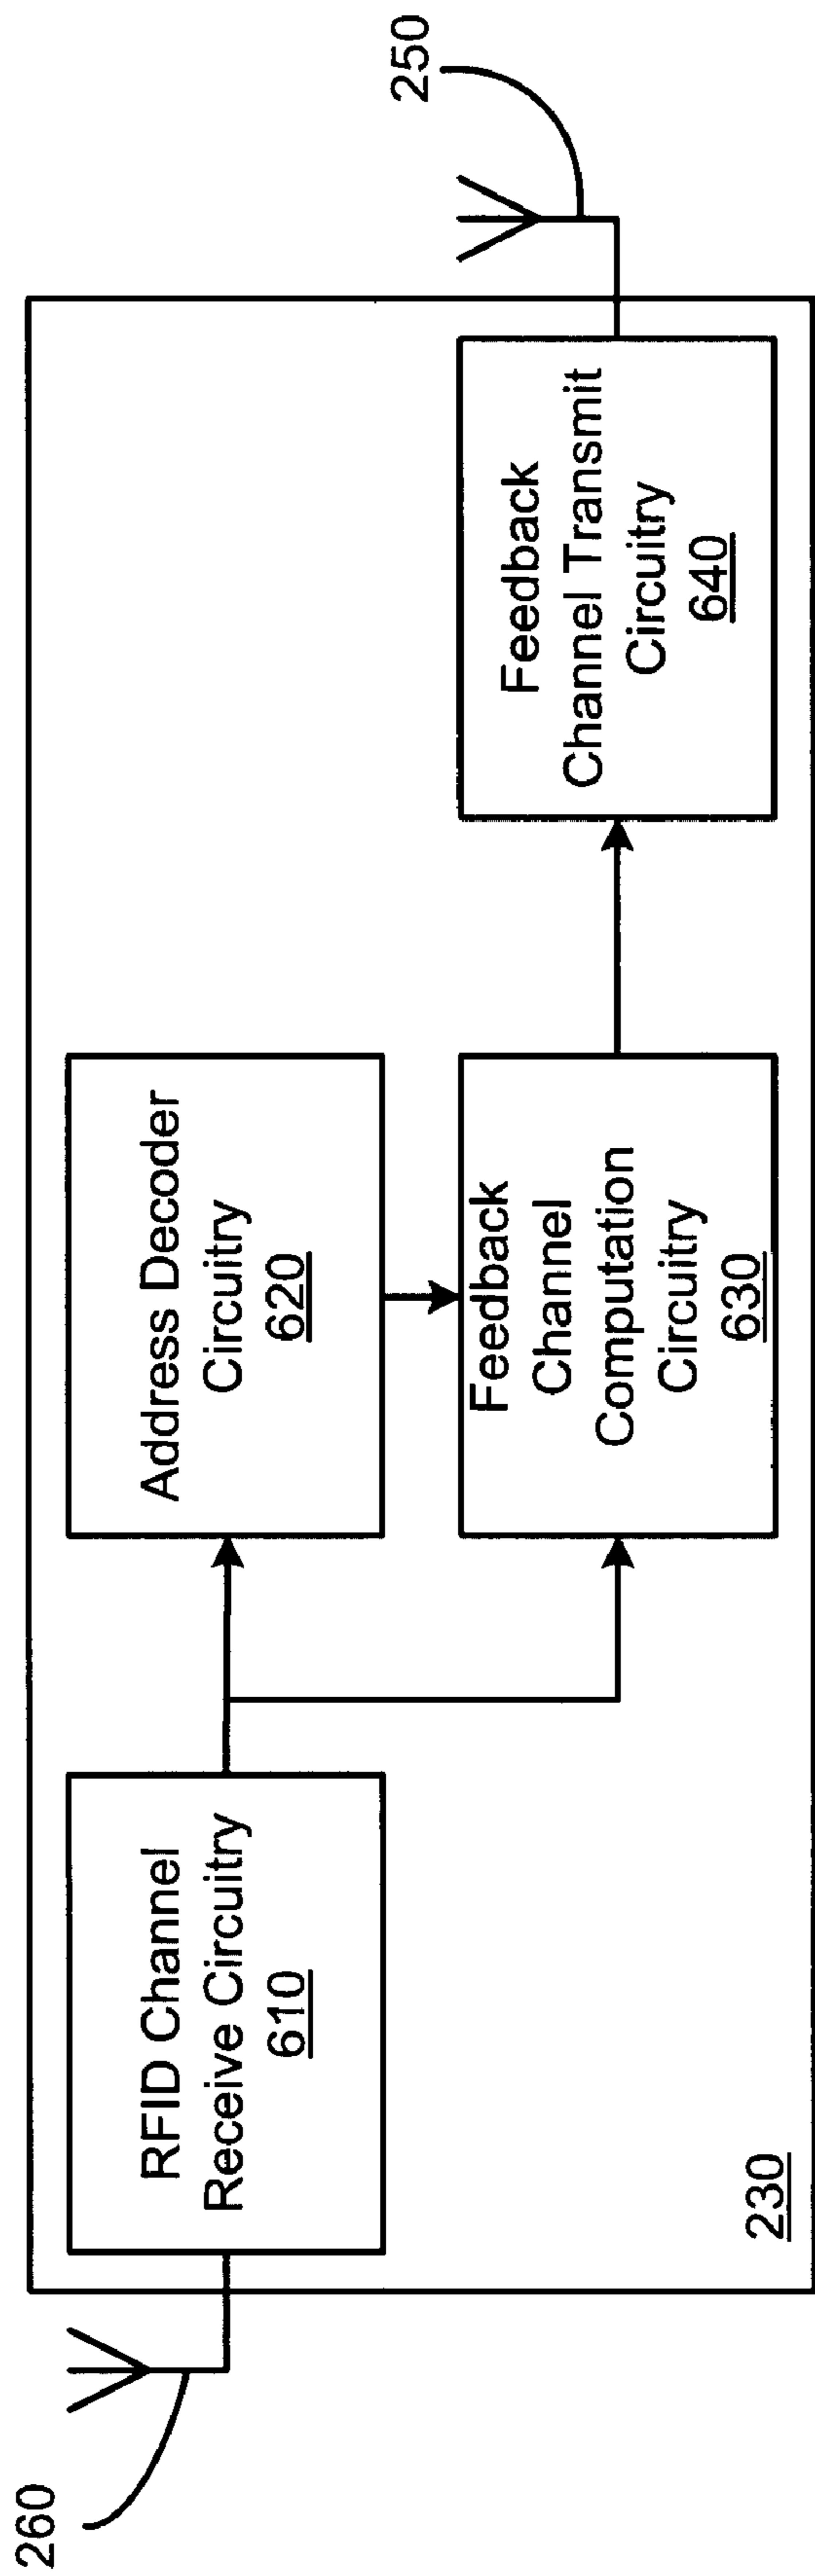 260
RFID Channel
Receive Circuitry
610
Address Decoder
Circuitry
620
Feedback
Channel
Computation
Circuitry
630
Feedback
Channel Transmit
Circuitry
640
250
230